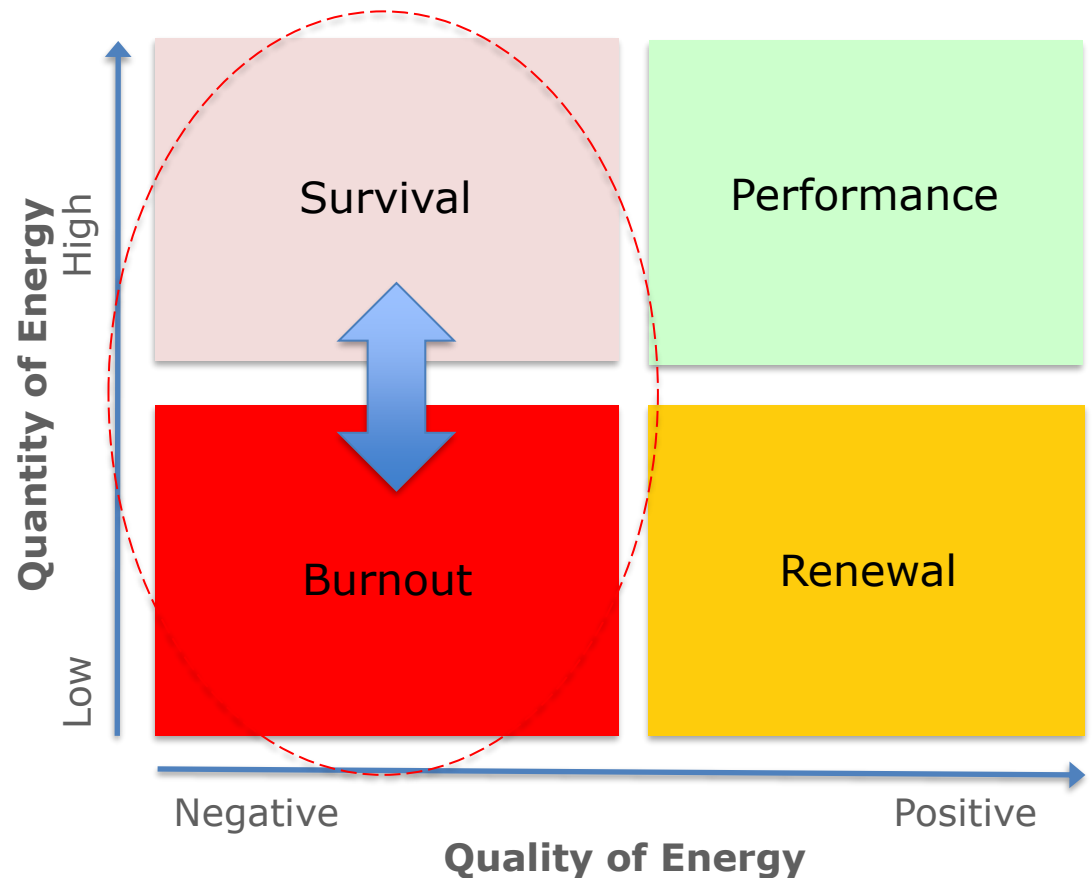 Survival
Performance
High
Quantity of Energy
Burnout
Renewal
Low
Negative
Positive
Quality of Energy